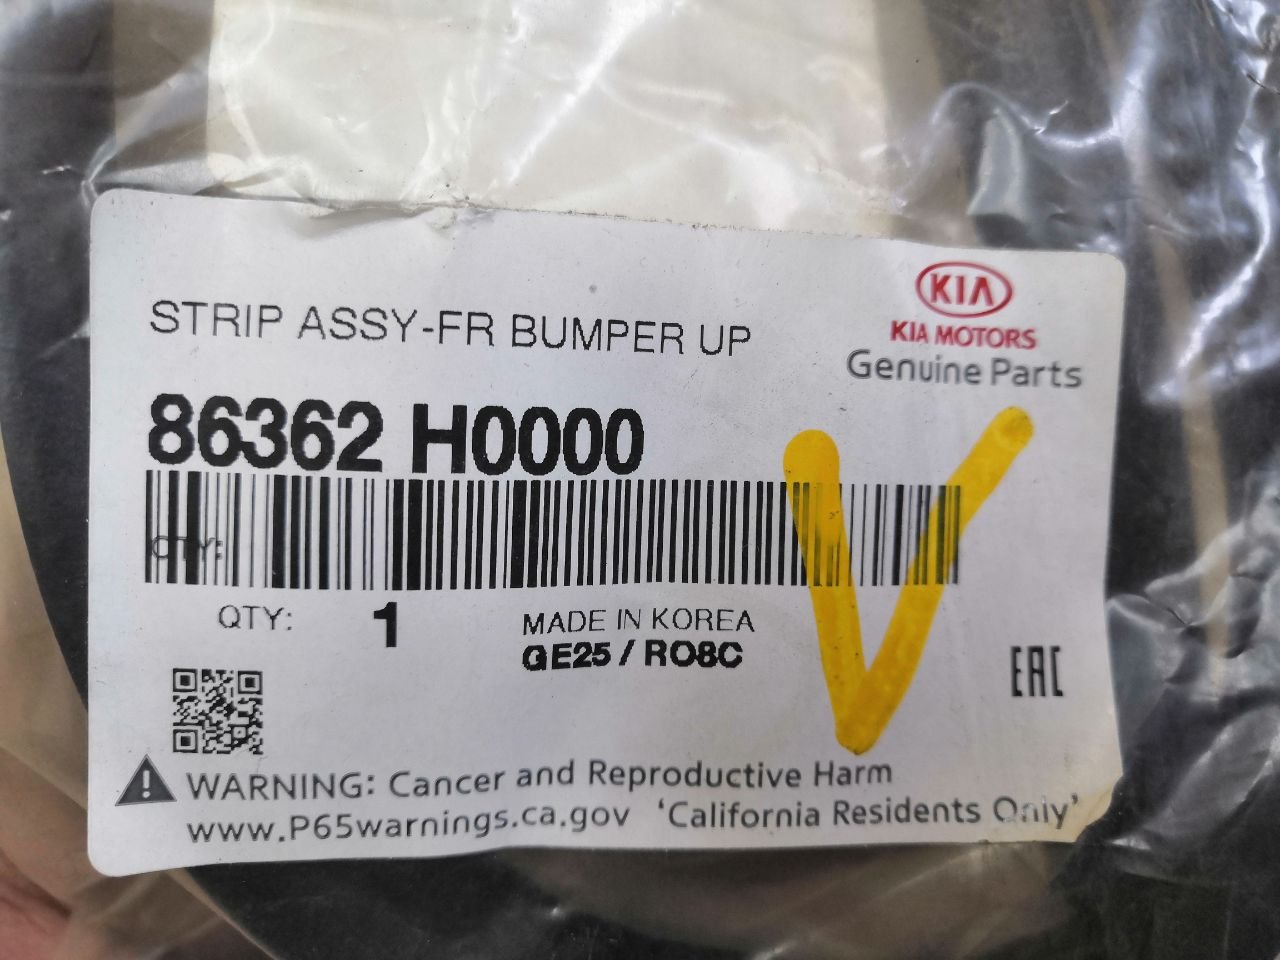 KIA
KIA MOTORS
Genuine Parts
STRIP ASSY-FR BUMPER UP
86362 H0000
QTY:
QTY: 1
MADE IN KOREA
GE25 / RO8C
EAC
WARNING: Cancer and Reproductive Harm
www.P65warnings.ca.gov 'California Residents Only'